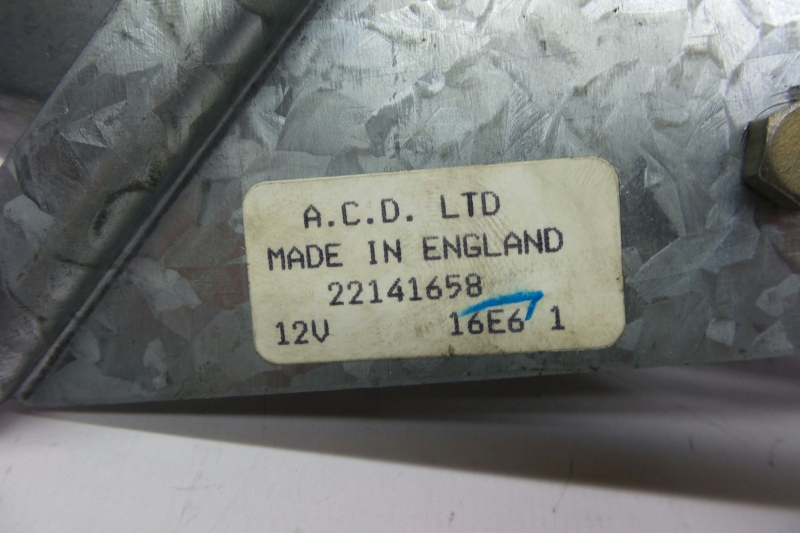 A.C.D. LTD
MADE IN ENGLAND
22141658
12V 16E6 1